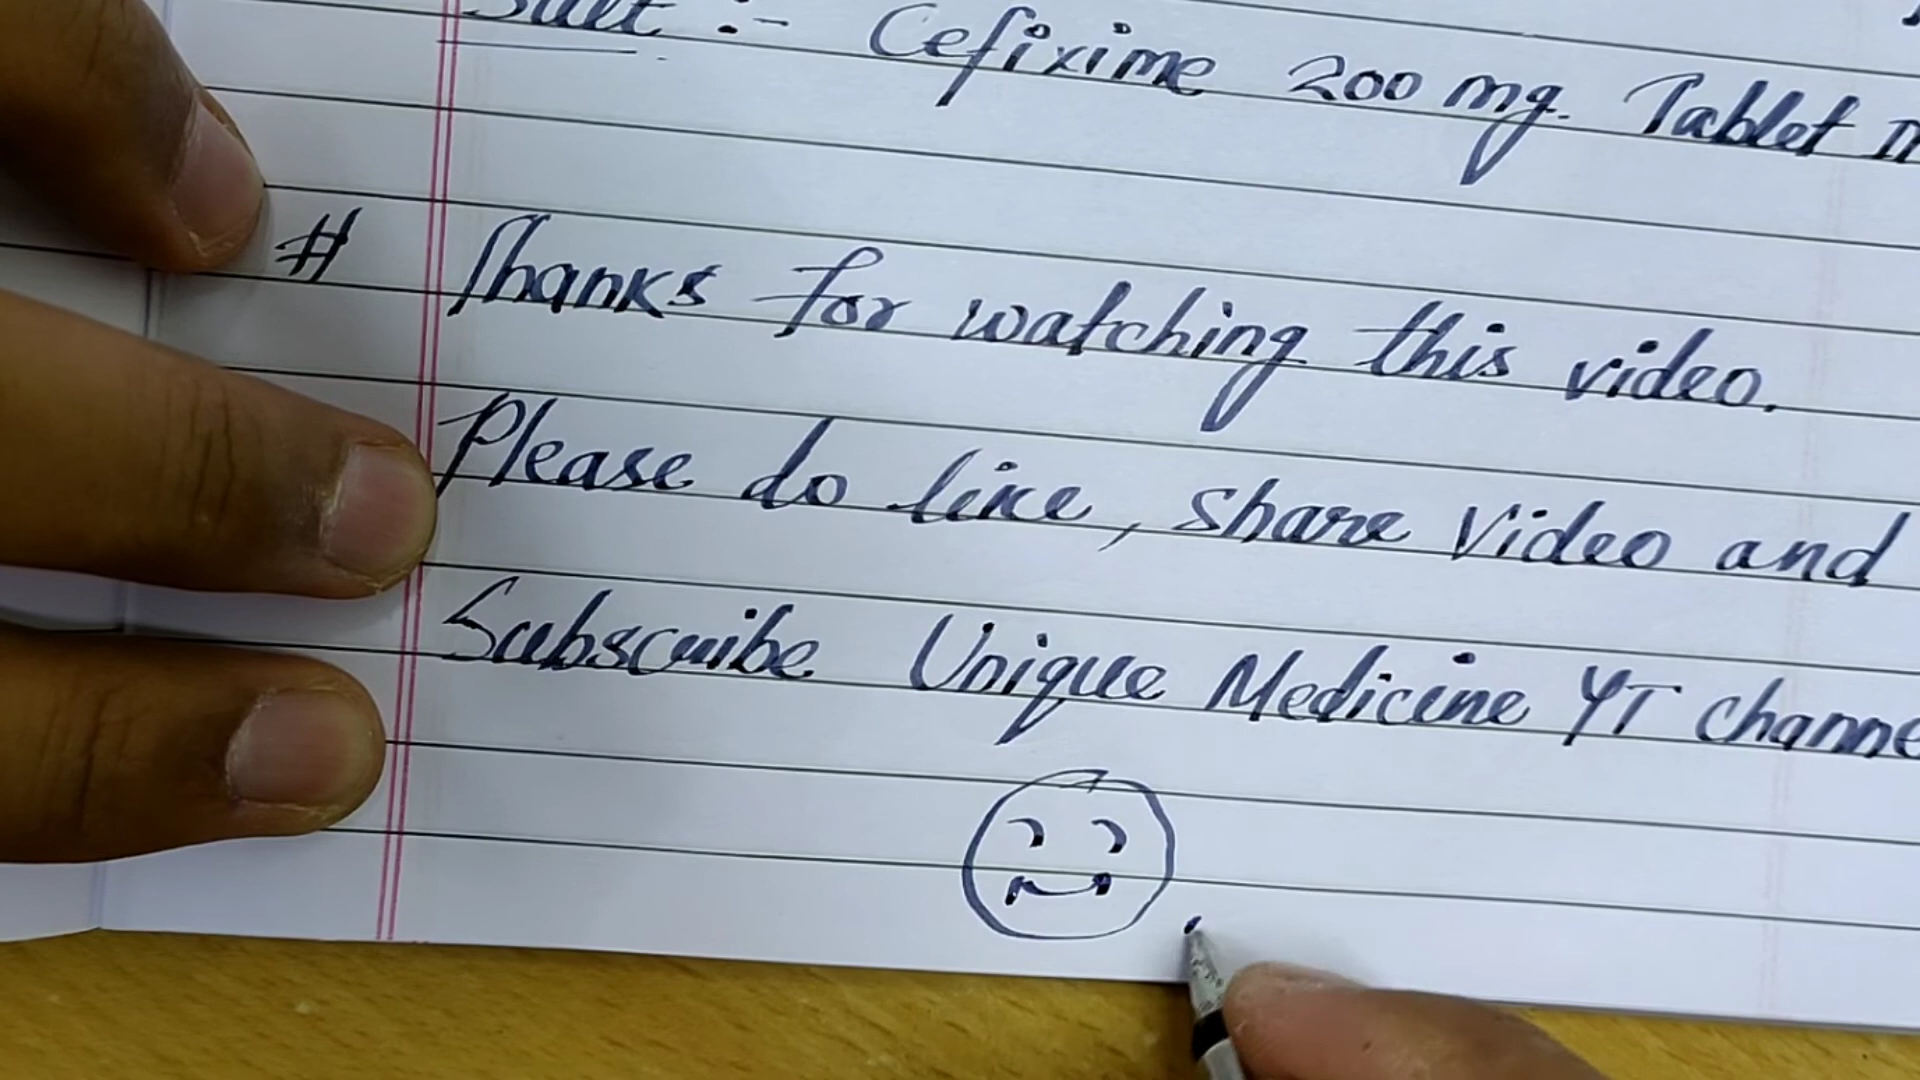 Salt :- Cefixime 200 mg. Tablet
# Thanks for watching this video.
Please do like, share Video and
Subscribe Unique Medicine YT channe